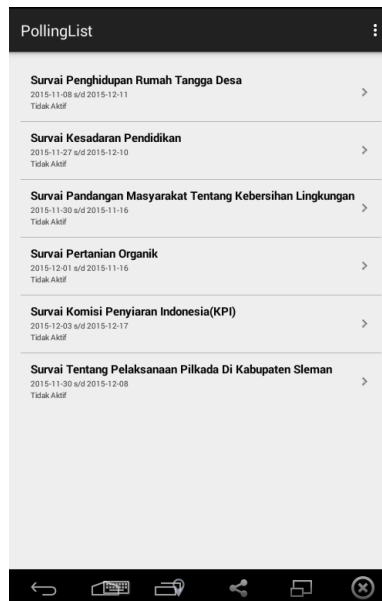 PollingList
Survai Penghidupan Rumah Tangga Desa
2015-11-08 s/d 2015-12-11
Tidak Aktif
Survai Kesadaran Pendidikan
2015-11-27 s/d 2015-12-10
Tidak Aktif
Survai Pandangan Masyarakat Tentang Kebersihan Lingkungan
2015-11-30 s/d 2015-11-16
Tidak Aktif
Survai Pertanian Organik
2015-12-01 s/d 2015-11-16
Tidak Aktif
Survai Komisi Penyiaran Indonesia(KPI)
2015-12-03 s/d 2015-12-17
Tidak Aktif
Survai Tentang Pelaksanaan Pilkada Di Kabupaten Sleman
2015-11-30 s/d 2015-12-08
Tidak Aktif